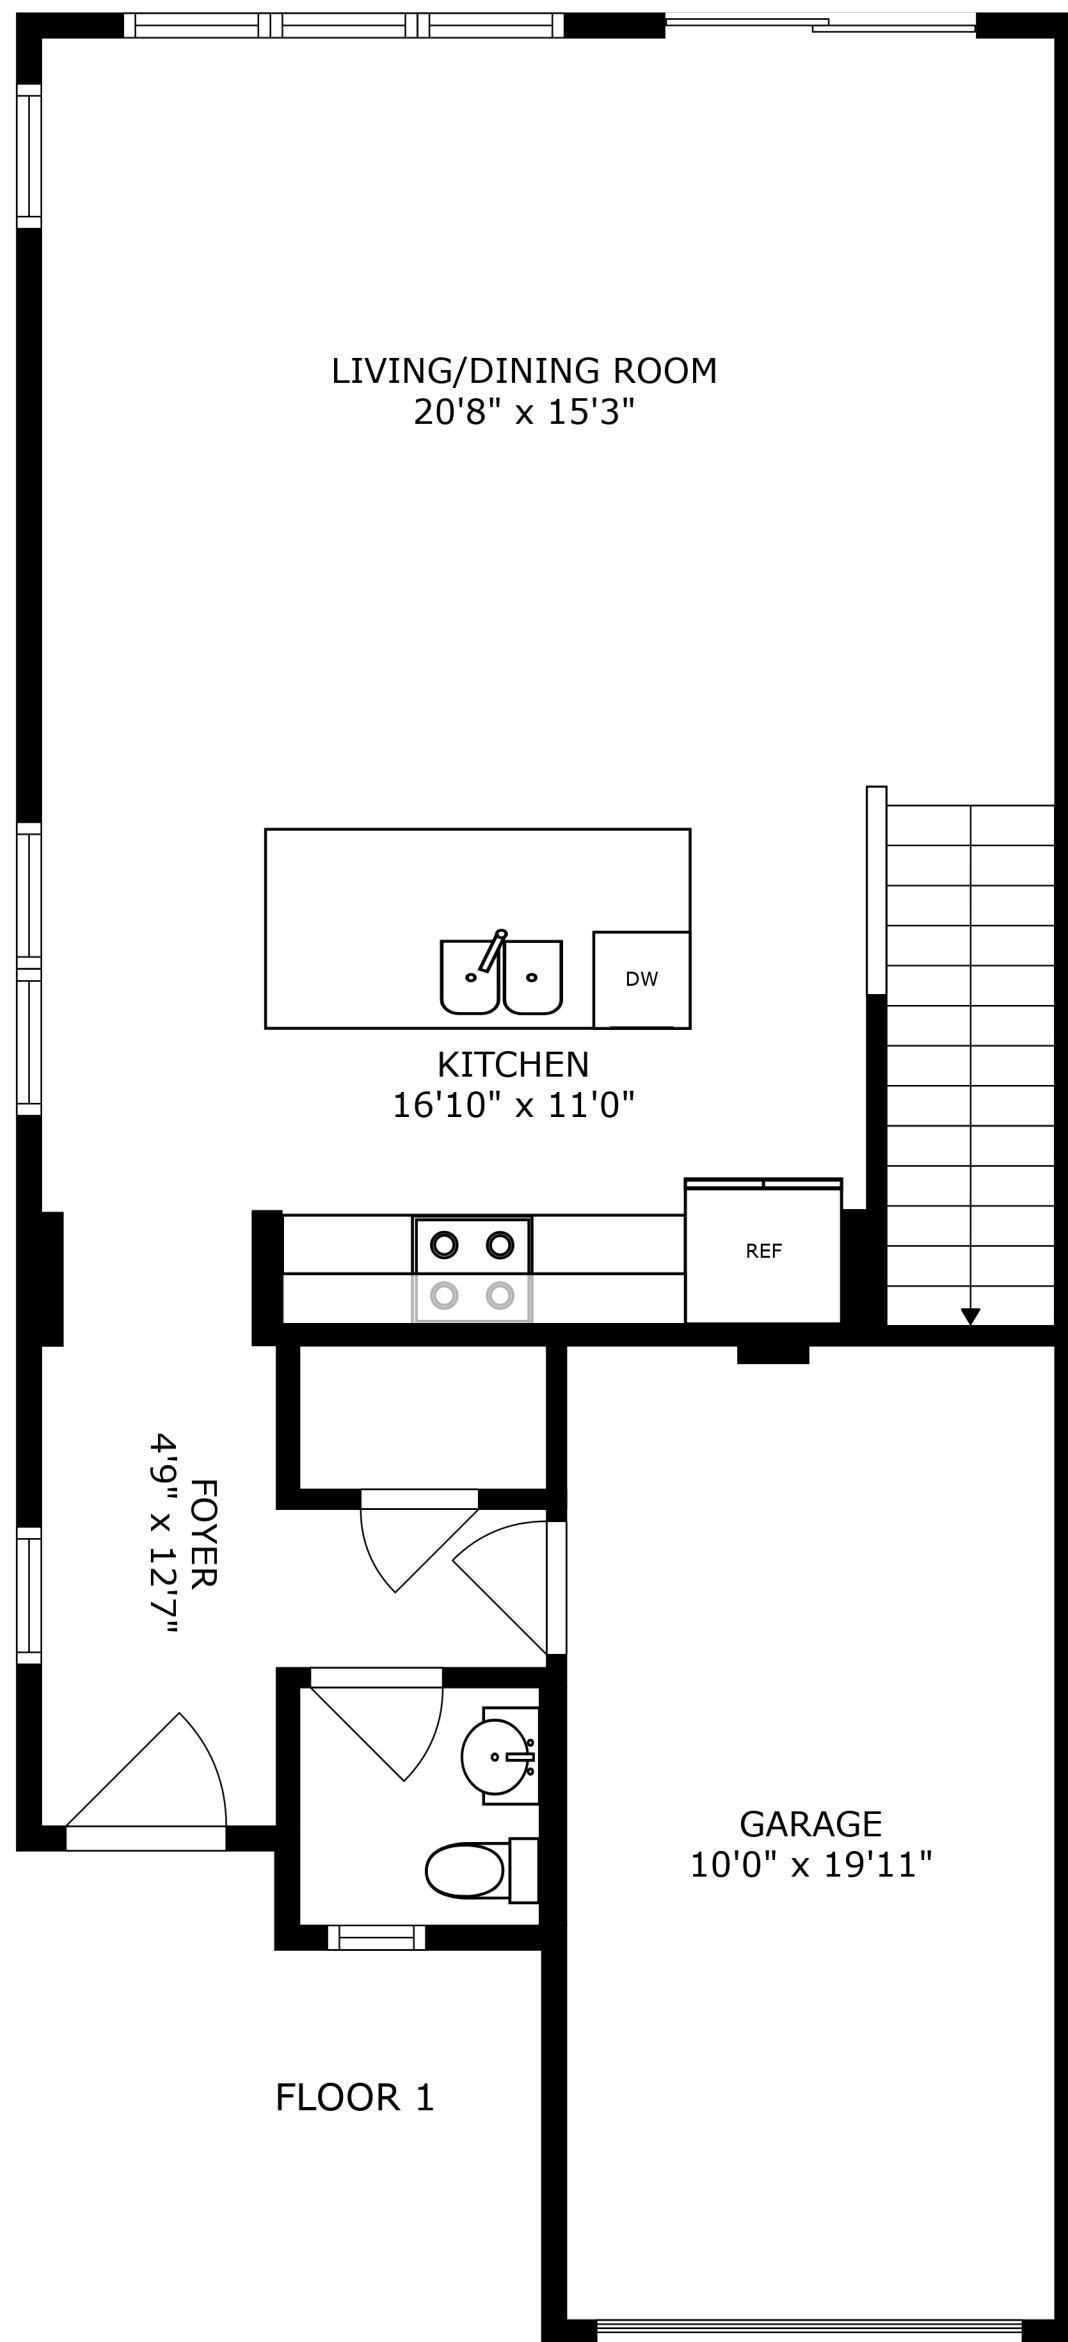 LIVING/DINING ROOM
20'8" x 15'3"
DW
KITCHEN
16'10" x 11'0"
REF
FOYER
4'9" x 12'7"
GARAGE
10'0" x 19'11"
FLOOR 1